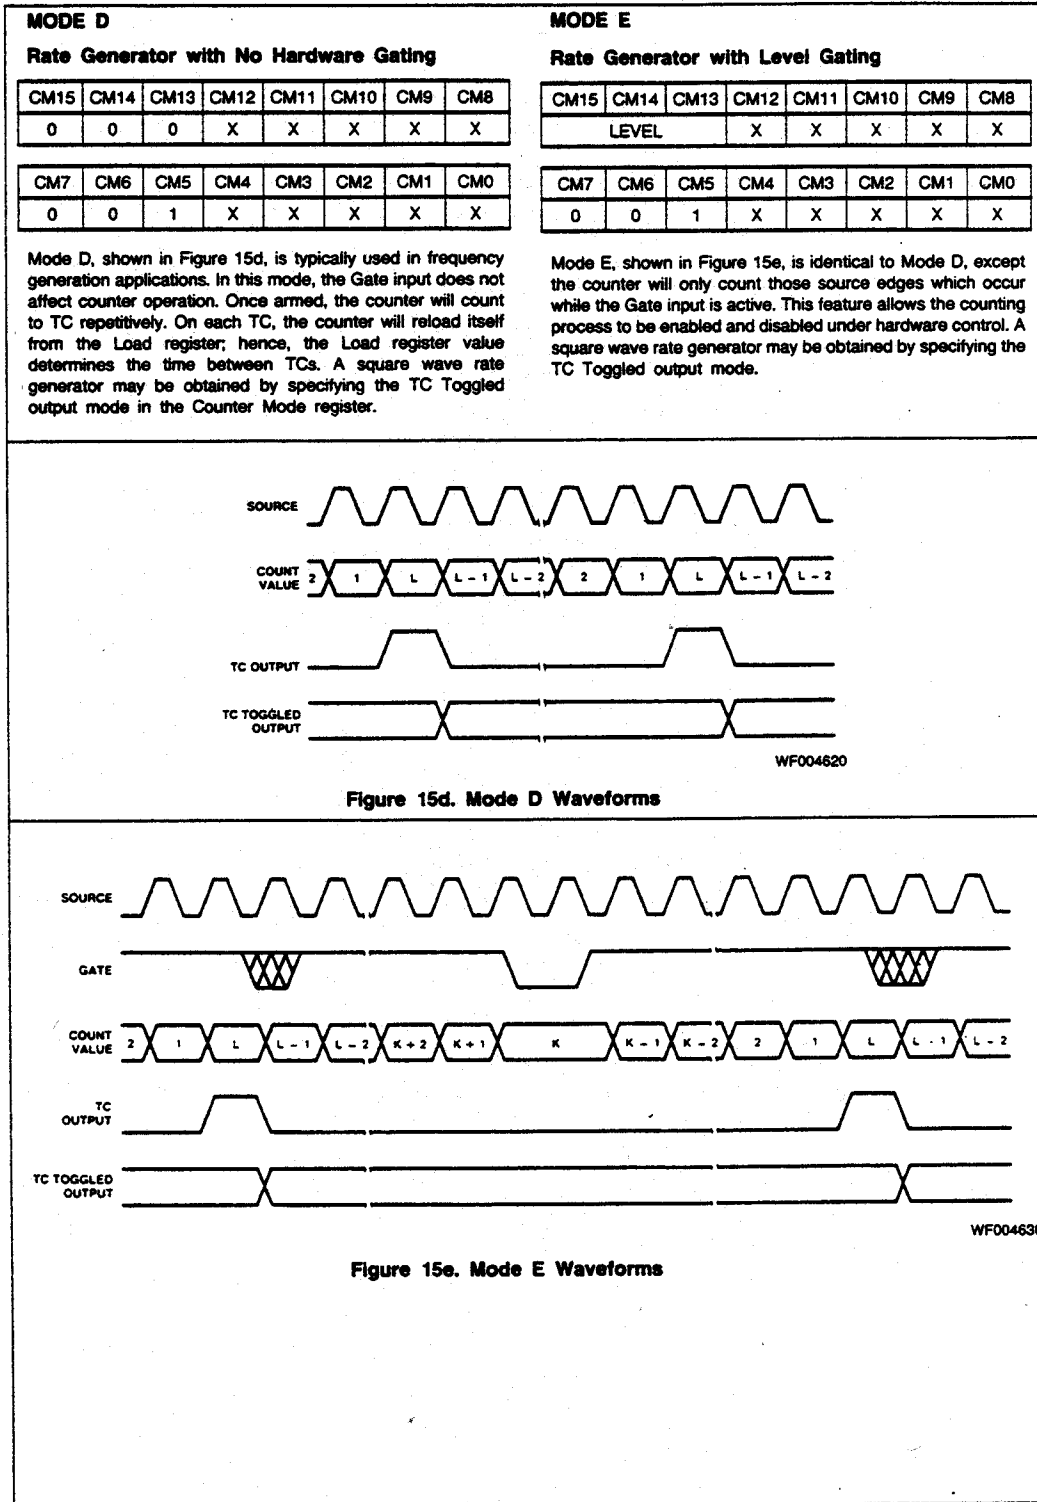 MODE D
Rate Generator with No Hardware Gating
CM15 CM14 CM13 CM12 CM11 CM10 CM9 CM8
0 0 0 X X X X X
CM7 CM6 CM5 CM4 CM3 CM2 CM1 CM0
0 0 1 X X X X X
Mode D, shown in Figure 15d, is typically used in frequency
generation applications. In this mode, the Gate input does not
affect counter operation. Once armed, the counter will count
to TC repetitively. On each TC, the counter will reload itself
from the Load register; hence, the Load register value
determines the time between TCs. A square wave rate
generator may be obtained by specifying the TC Toggled
output mode in the Counter Mode register.
MODE E
Rate Generator with Level Gating
CM15 CM14 CM13 CM12 CM11 CM10 CM9 CM8
LEVEL X X X X X
CM7 CM6 CM5 CM4 CM3 CM2 CM1 CM0
0 0 1 X X X X X
Mode E, shown in Figure 15e, is identical to Mode D, except
the counter will only count those source edges which occur
while the Gate input is active. This feature allows the counting
process to be enabled and disabled under hardware control. A
square wave rate generator may be obtained by specifying the
TC Toggled output mode.
SOURCE
COUNT
VALUE
2 1 L L - 1 L - 2 2 1 L L - 1 L - 2
TC OUTPUT
TC TOGGLED
OUTPUT
WF004620
Figure 15d. Mode D Waveforms
SOURCE
GATE
COUNT
VALUE
2 1 L L - 1 L - 2 K + 2 K + 1 K K - 1 K - 2 2 1 L L - 1 L - 2
TC
OUTPUT
TC TOGGLED
OUTPUT
WF004630
Figure 15e. Mode E Waveforms